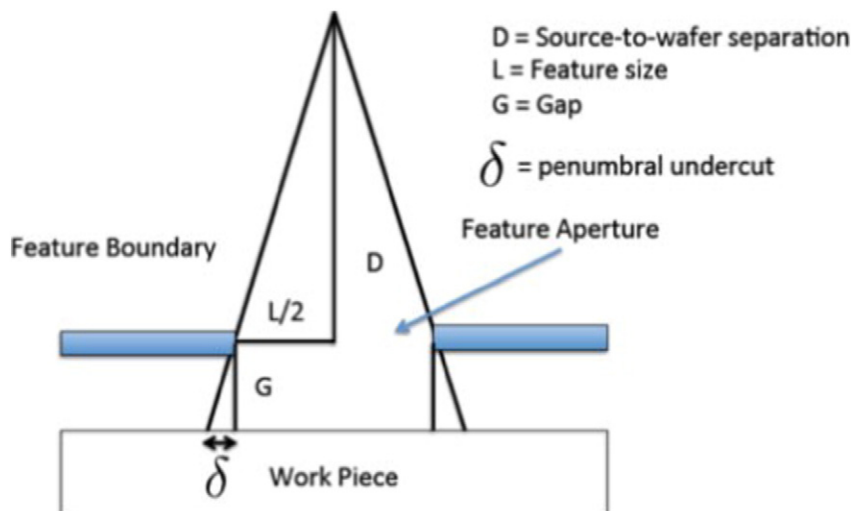 D = Source-to-wafer separation
L = Feature size
G = Gap
δ = penumbral undercut
Feature Aperture
Feature Boundary
D
L/2
G
δ
Work Piece